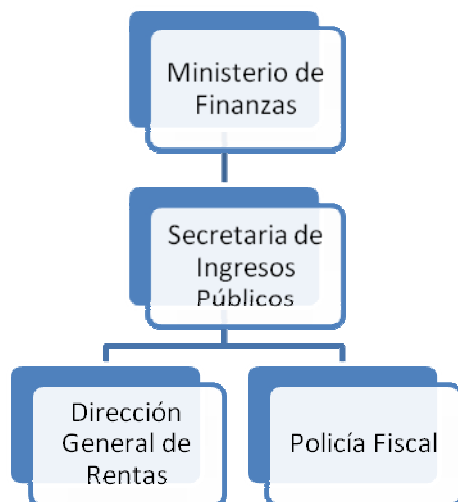 Ministerio de
Finanzas
Secretaria de
Ingresos
Públicos
Dirección
General de
Rentas
Policía Fiscal